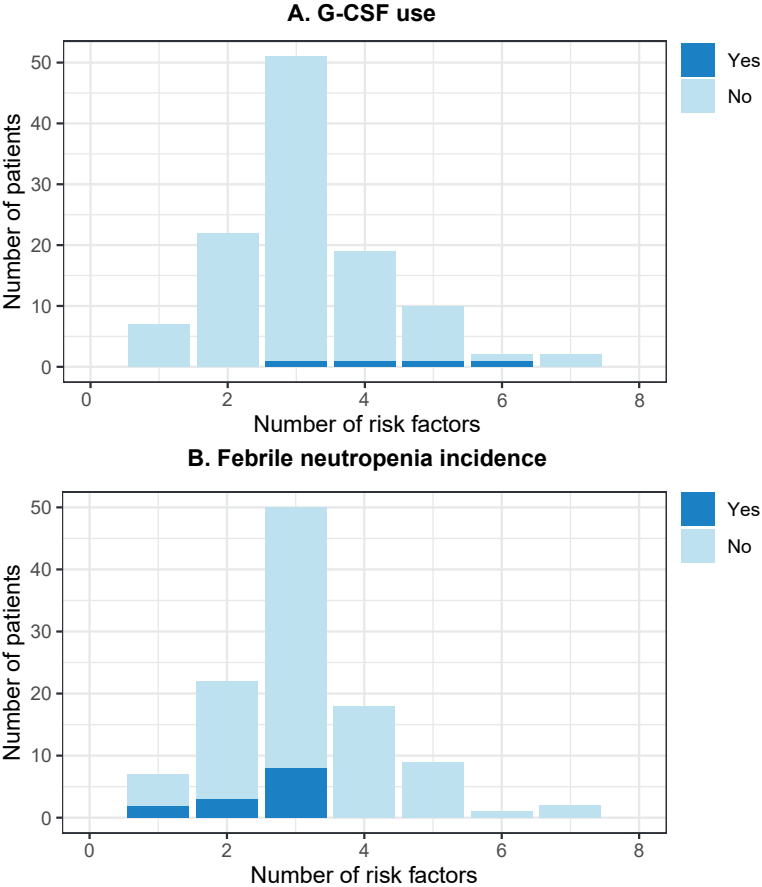 A. G-CSF use
50
40
30
20
10
0
Number of patients
0 2 4 6 8
Number of risk factors
Yes
No
B. Febrile neutropenia incidence
50
40
30
20
10
0
Number of patients
0 2 4 6 8
Number of risk factors
Yes
No